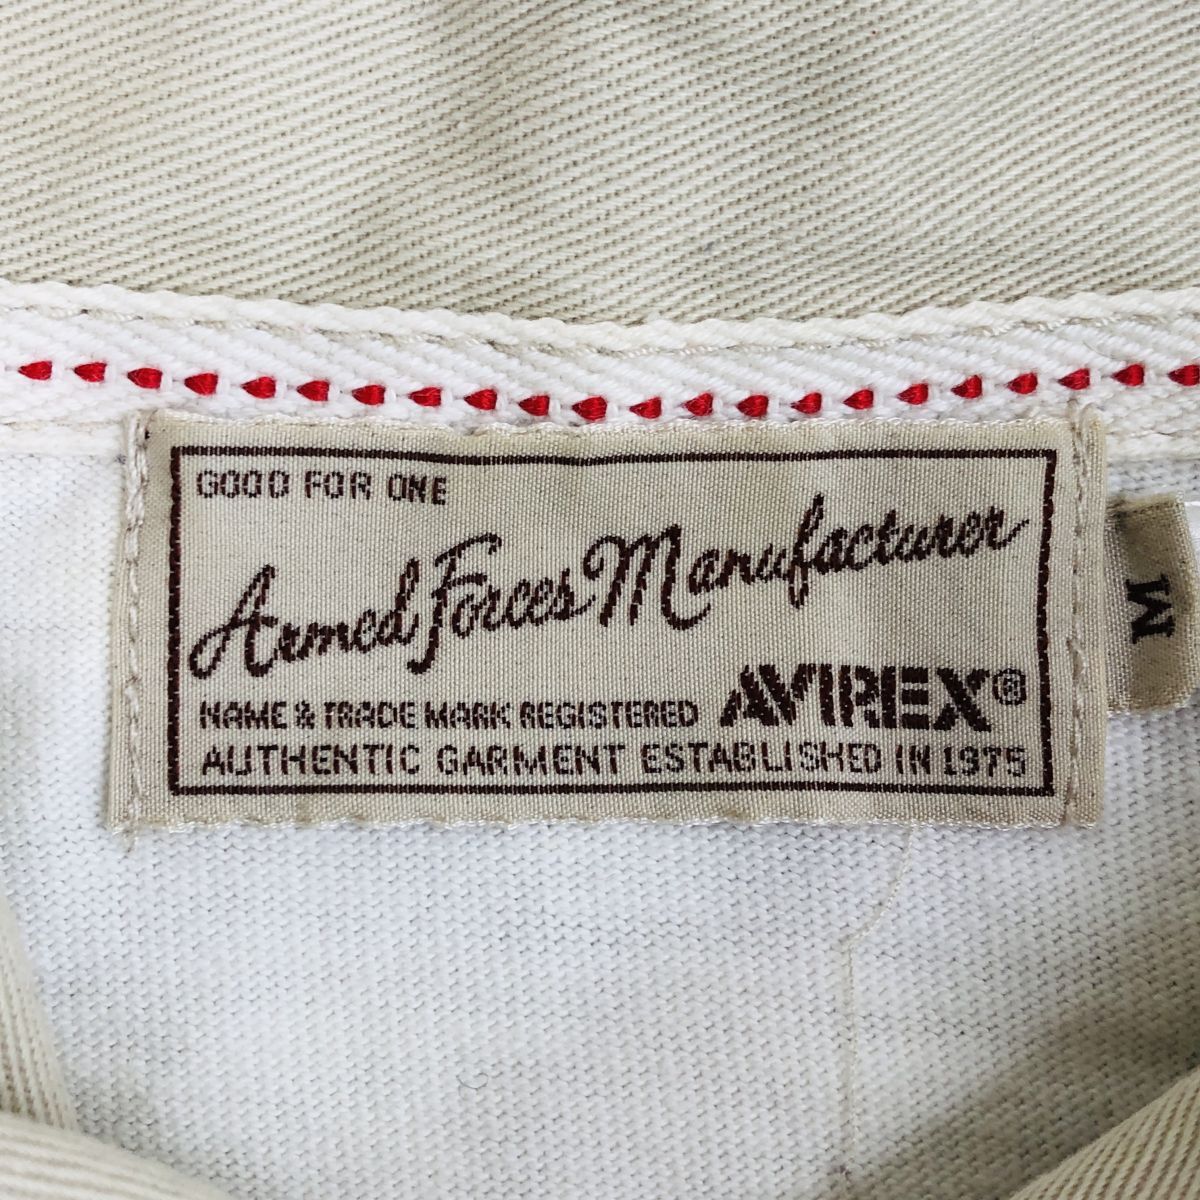 GOOD FOR ONE
Armed Forces Manufacturer
NAME & TRADE MARK REGISTERED AVIREX®
AUTHENTIC GARMENT ESTABLISHED IN 1975
M